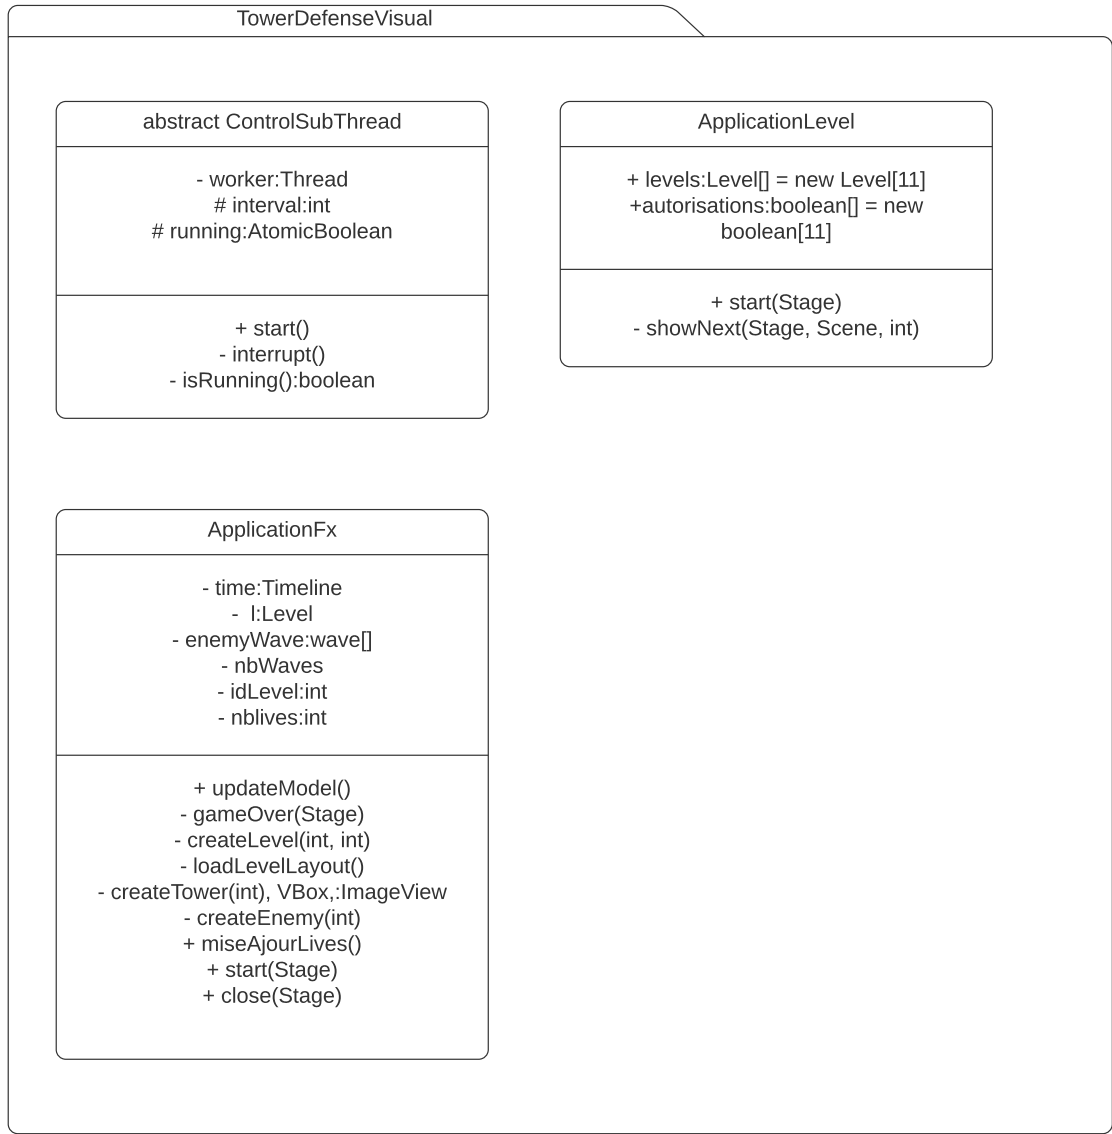 TowerDefenseVisual
abstract ControlSubThread
- worker:Thread
# interval:int
# running:AtomicBoolean
+ start()
- interrupt()
- isRunning():boolean
ApplicationLevel
+ levels:Level[] = new Level[11]
+autorisations:boolean[] = new
boolean[11]
+ start(Stage)
- showNext(Stage, Scene, int)
ApplicationFx
- time:Timeline
- l:Level
- enemyWave:wave[]
- nbWaves
- idLevel:int
- nblives:int
+ updateModel()
- gameOver(Stage)
- createLevel(int, int)
- loadLevelLayout()
- createTower(int), VBox,:ImageView
- createEnemy(int)
+ miseAjourLives()
+ start(Stage)
+ close(Stage)